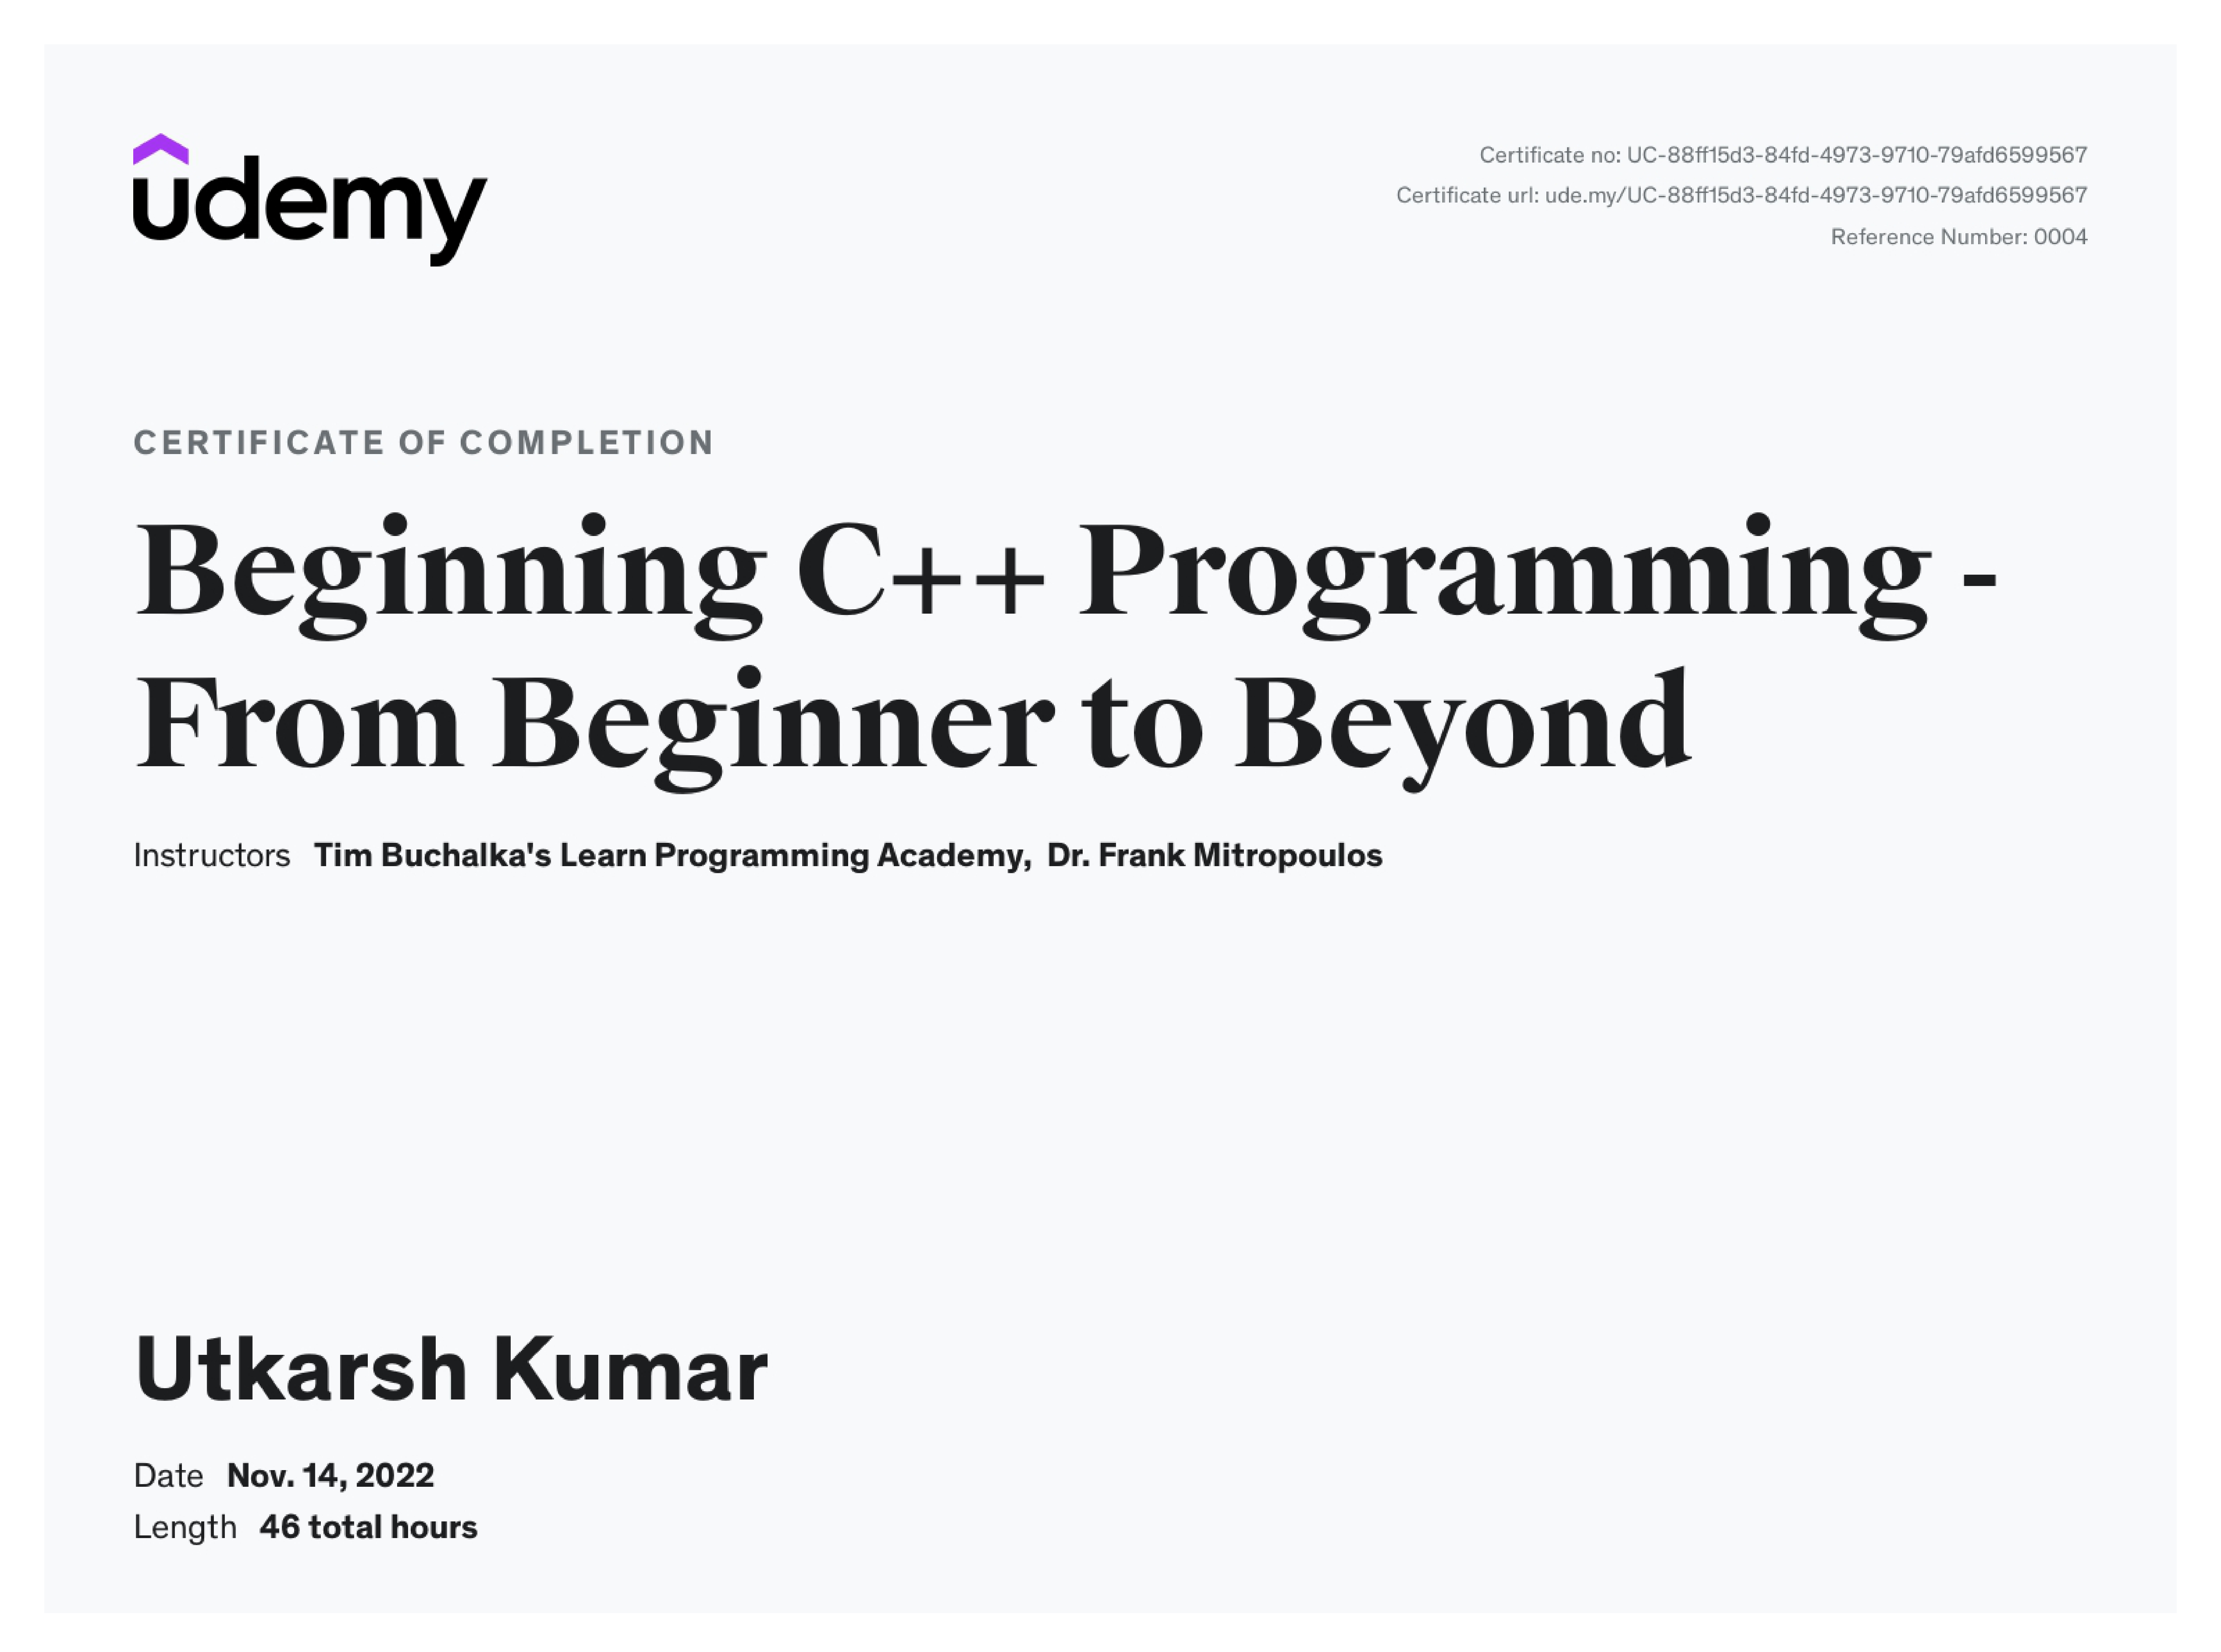 udemy
Certificate no: UC-88ff15d3-84fd-4973-9710-79afd6599567
Certificate url: ude.my/UC-88ff15d3-84fd-4973-9710-79afd6599567
Reference Number: 0004
CERTIFICATE OF COMPLETION
Beginning C++ Programming -
From Beginner to Beyond
Instructors Tim Buchalka's Learn Programming Academy, Dr. Frank Mitropoulos
Utkarsh Kumar
Date Nov. 14, 2022
Length 46 total hours